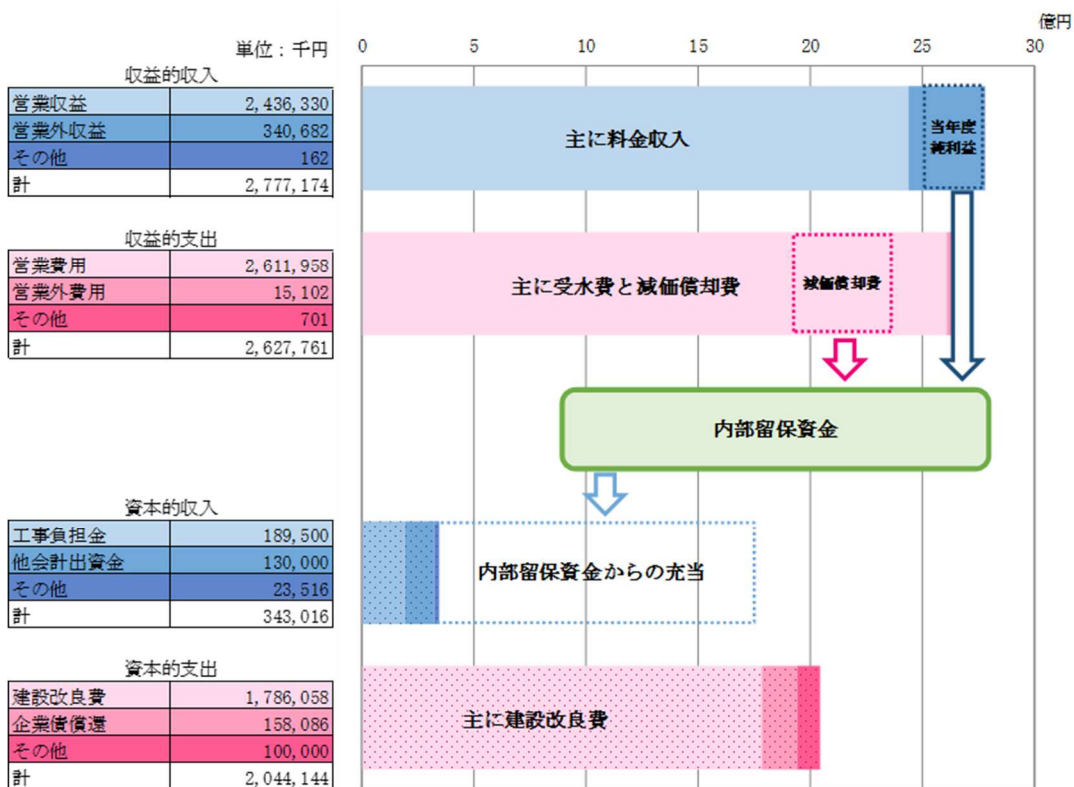 億円
単位：千円
0 5 10 15 20 25 30
収益的収入
営業収益 2,436,330
営業外収益 340,682
その他 162
計 2,777,174
主に料金収入
当年度
純利益
収益的支出
営業費用 2,611,958
営業外費用 15,102
その他 701
計 2,627,761
主に受水費と減価償却費
減価償却費
内部留保資金
資本的収入
工事負担金 189,500
他会計出資金 130,000
その他 23,516
計 343,016
内部留保資金からの充当
資本的支出
建設改良費 1,786,058
企業債償還 158,086
その他 100,000
計 2,044,144
主に建設改良費